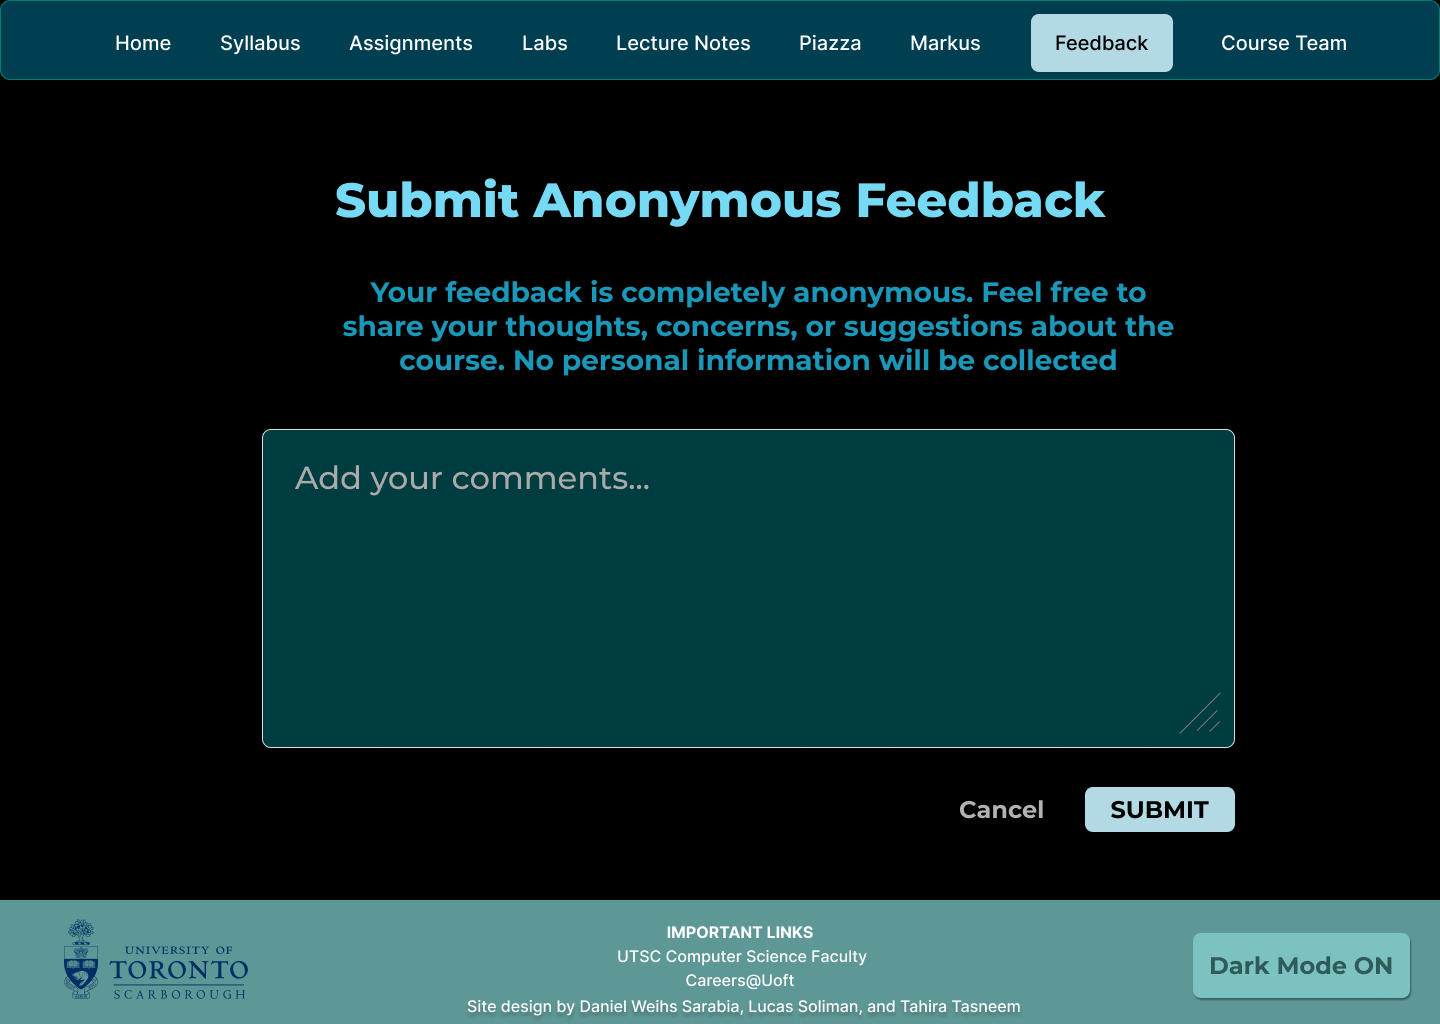 Home Syllabus Assignments Labs Lecture Notes Piazza Markus Feedback Course Team
Submit Anonymous Feedback
Your feedback is completely anonymous. Feel free to
share your thoughts, concerns, or suggestions about the
course. No personal information will be collected
Add your comments...
Cancel SUBMIT
UNIVERSITY OF
TORONTO
SCARBOROUGH
IMPORTANT LINKS
UTSC Computer Science Faculty
Careers@Uoft
Site design by Daniel Weihs Sarabia, Lucas Soliman, and Tahira Tasneem
Dark Mode ON